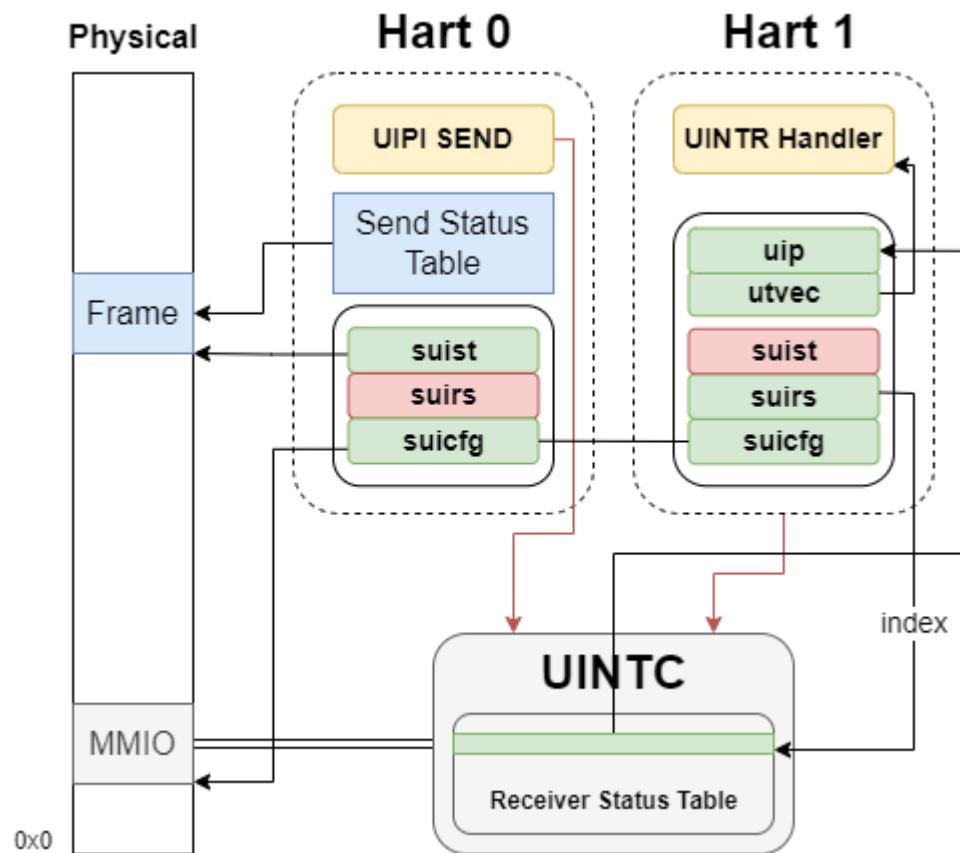 Physical
Hart 0
Hart 1
UIPI SEND
UINTR Handler
Send Status
Table
uip
utvec
Frame
suist
suirs
suicfg
suist
suirs
suicfg
index
UINTC
MMIO
Receiver Status Table
0x0